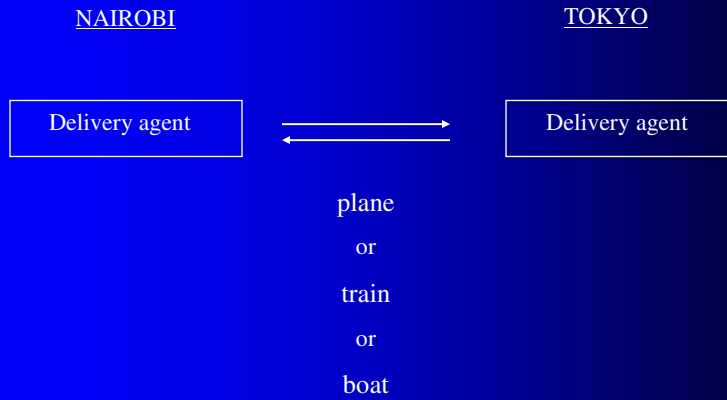 NAIROBI
TOKYO
Delivery agent
Delivery agent
plane
or
train
or
boat